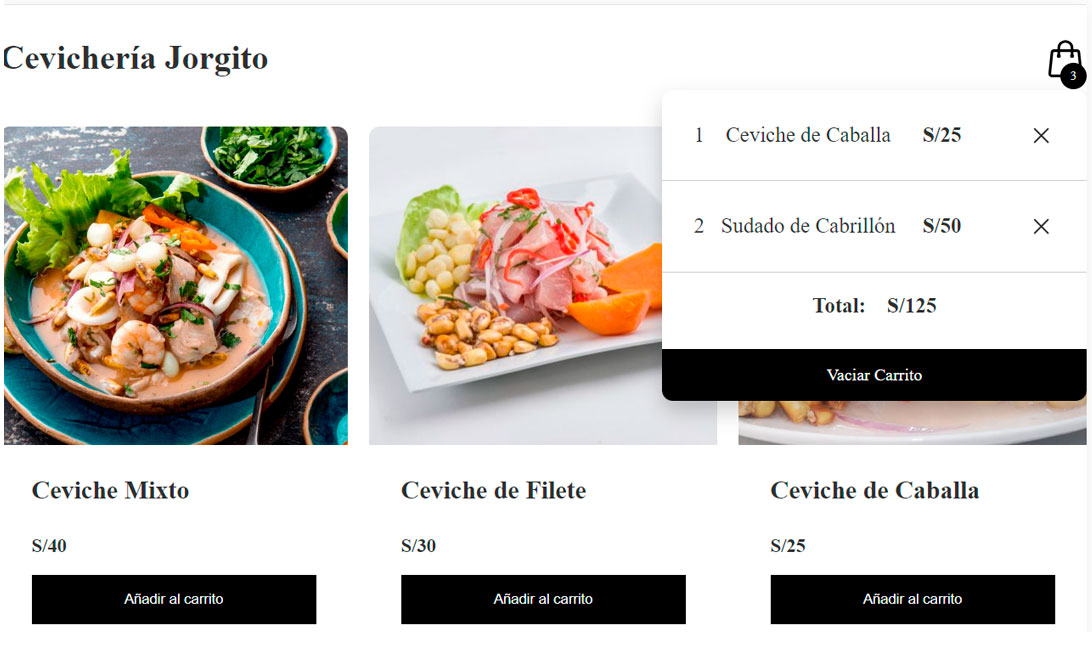 Cevichería Jorgito
3
1 Ceviche de Caballa S/25
2 Sudado de Cabrillón S/50
Total: S/125
Vaciar Carrito
Ceviche Mixto
S/40
Añadir al carrito
Ceviche de Filete
S/30
Añadir al carrito
Ceviche de Caballa
S/25
Añadir al carrito